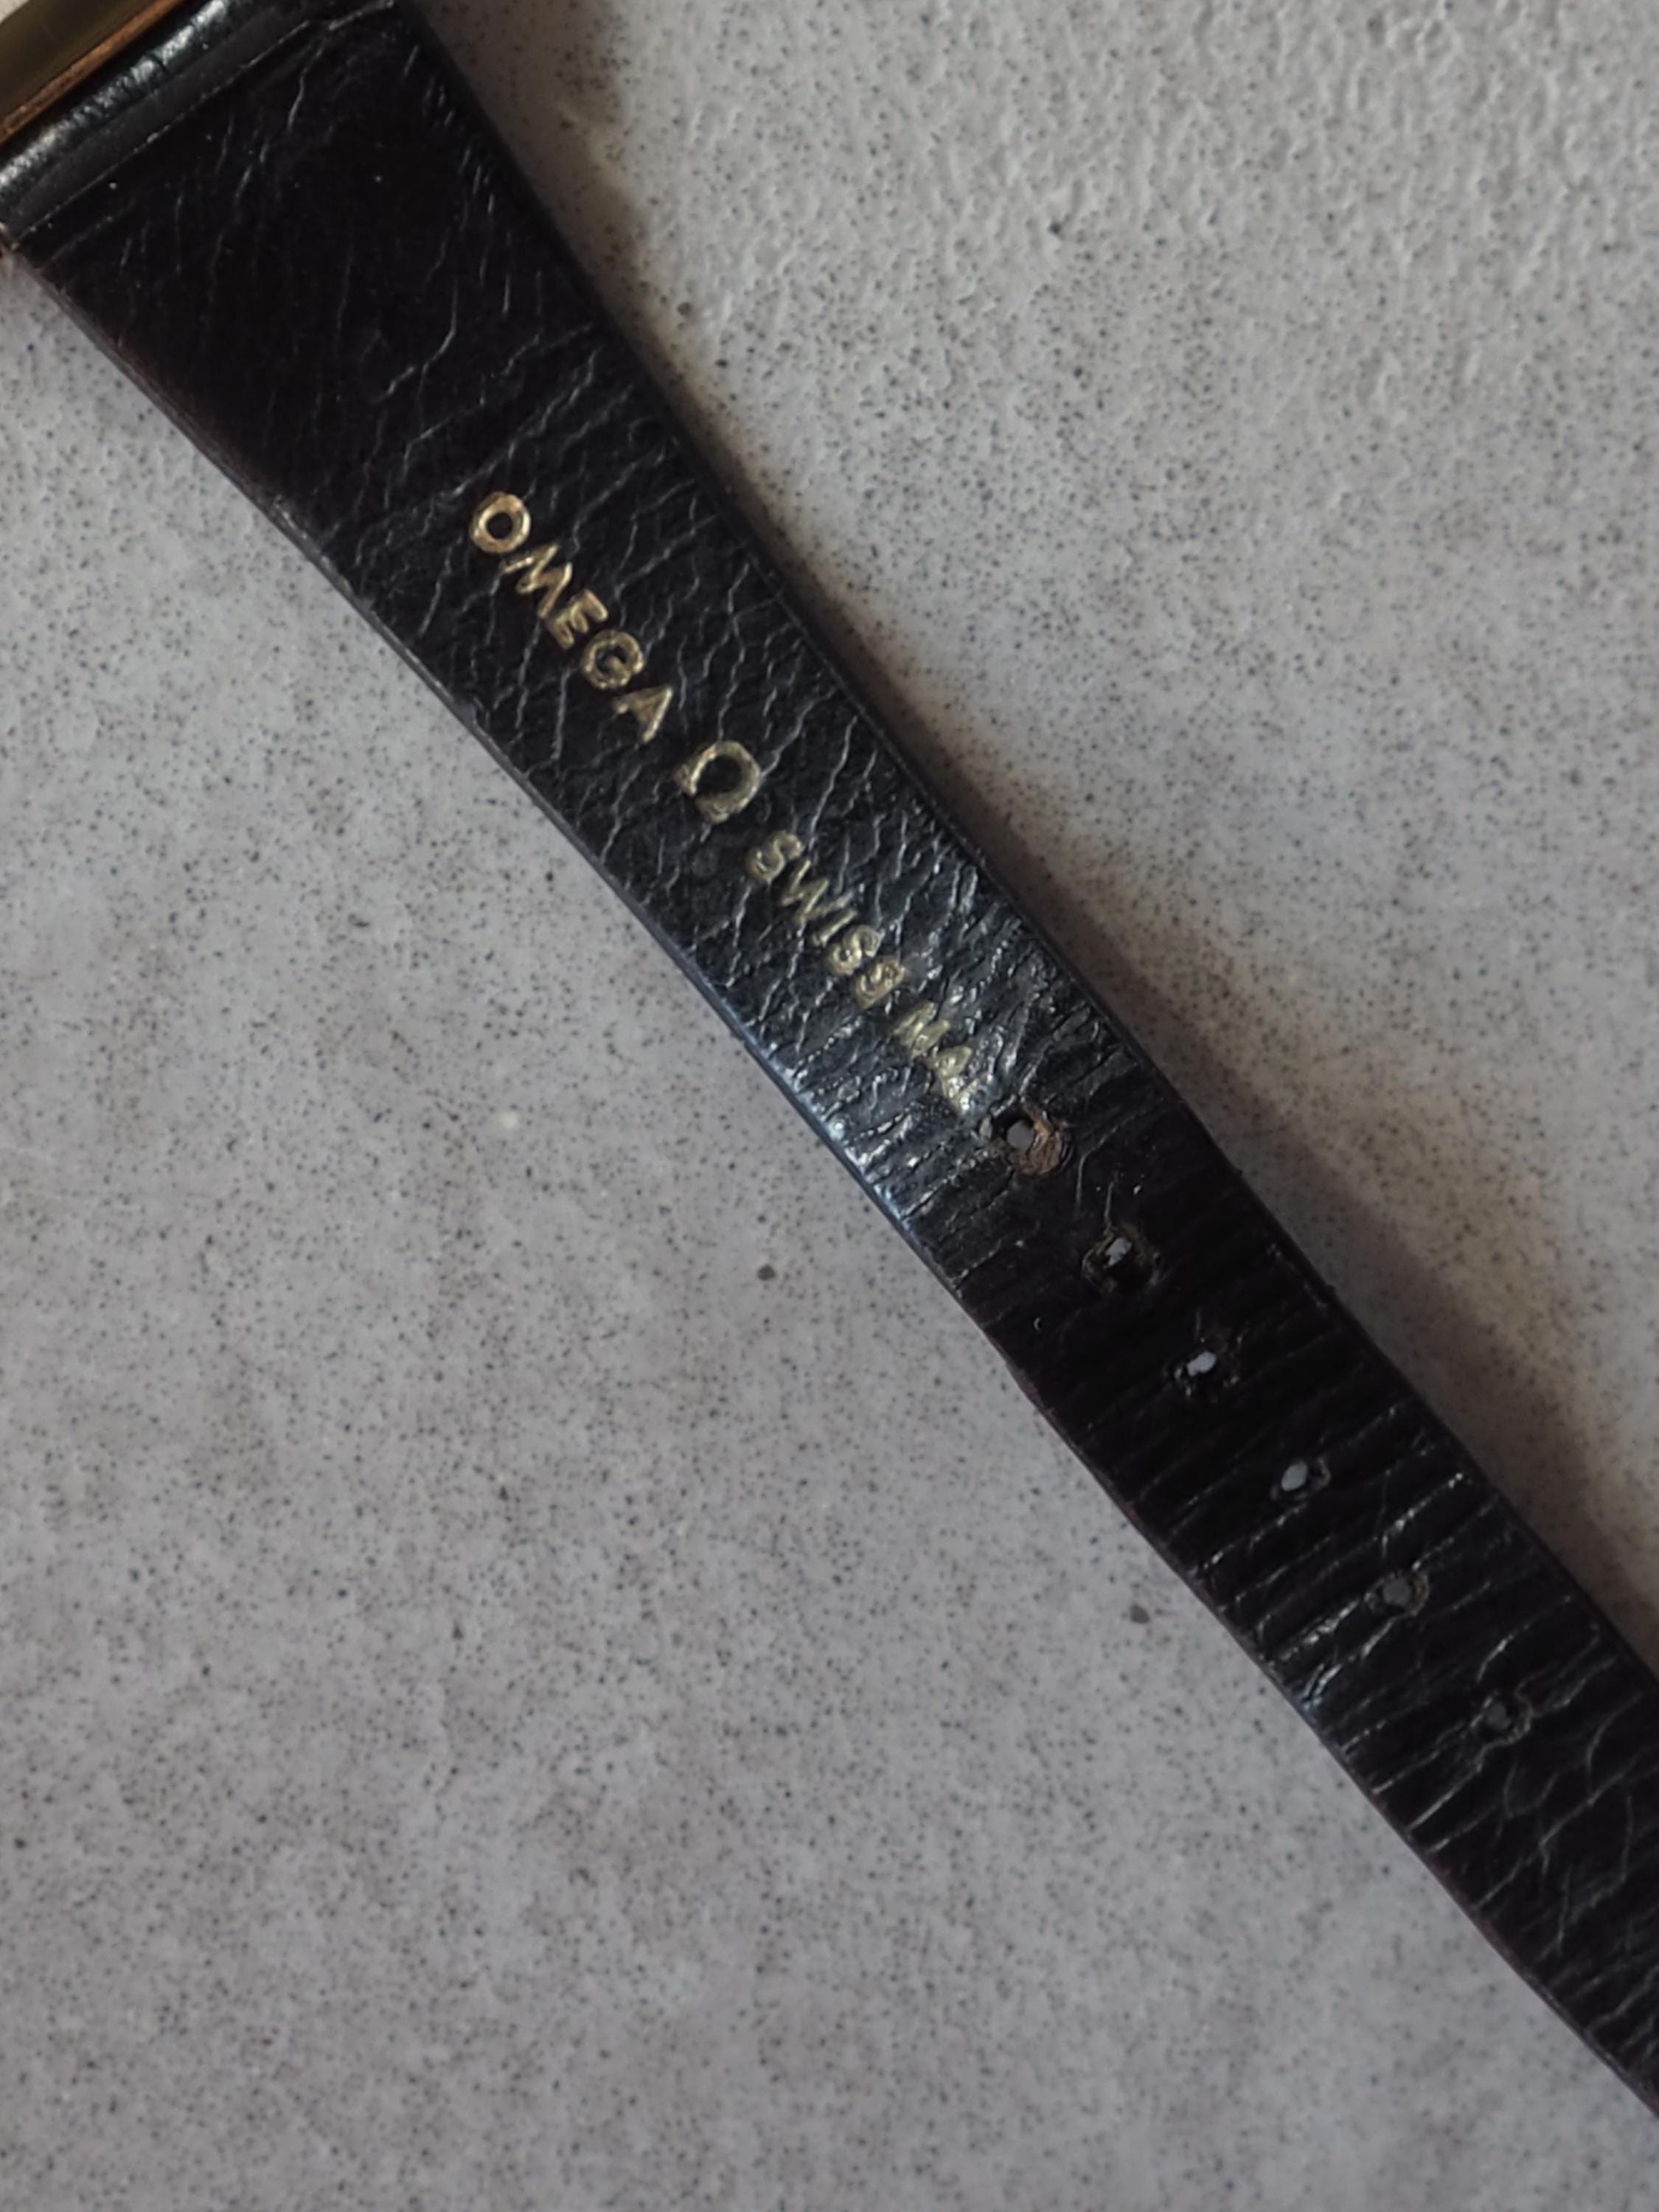 OMEGA Ω SWISS MA